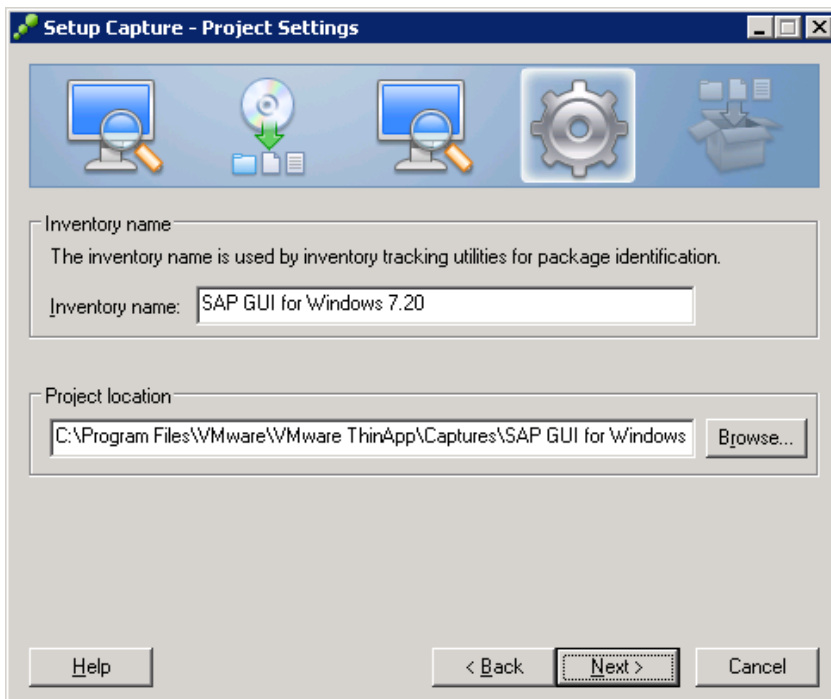 Setup Capture - Project Settings
Inventory name
The inventory name is used by inventory tracking utilities for package identification.
Inventory name: SAP GUI for Windows 7.20
Project location
C:\Program Files\VMware\VMware ThinApp\Captures\SAP GUI for Windows Browse...
Help < Back Next > Cancel